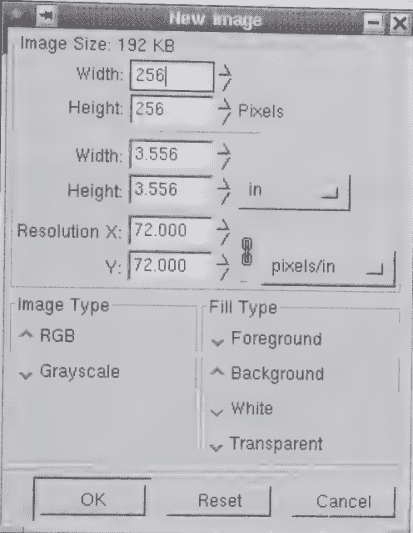 New Image
Image Size: 192 KB
Width: 256
Height: 256 Pixels
Width: 3.556
Height: 3.556 in
Resolution X: 72.000
Y: 72.000 pixels/in
Image Type
RGB
Grayscale
Fill Type
Foreground
Background
White
Transparent
OK Reset Cancel